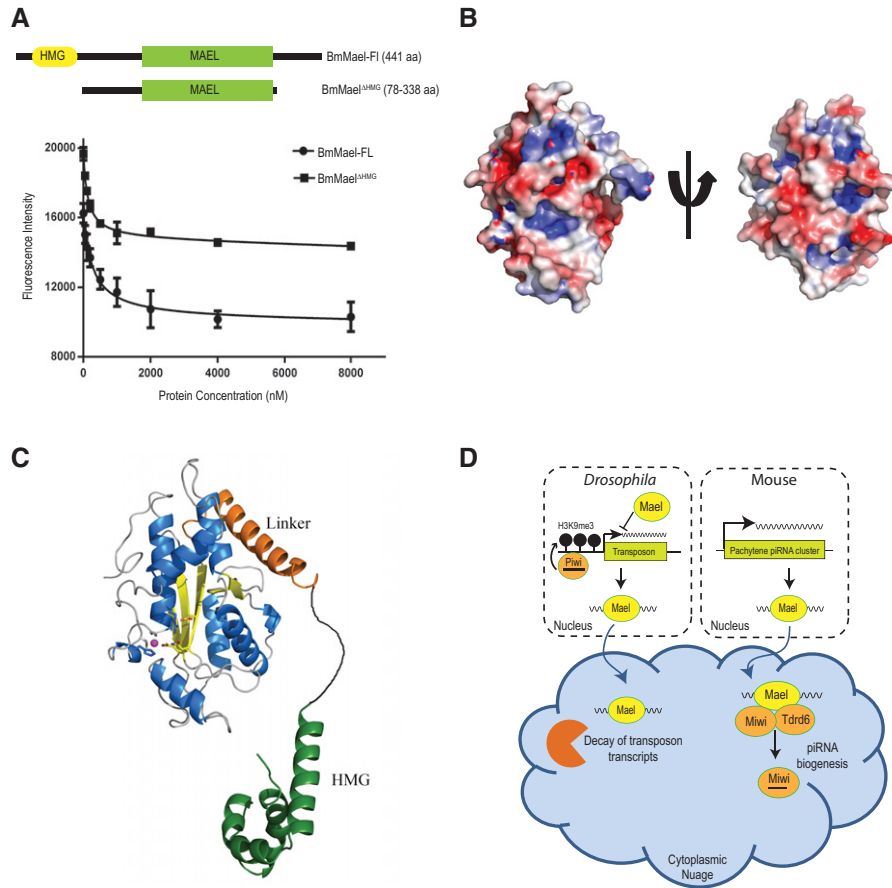 A
HMG
MAEL
BmMael-Fl (441 aa)
MAEL
BmMael^ΔHMG (78-338 aa)
20000
16000
12000
8000
Fluorescence Intensity
BmMael-FL
BmMael^ΔHMG
0
2000
4000
6000
8000
Protein Concentration (nM)
B
C
Linker
HMG
D
Drosophila
Mael
H3K9me3
Transposon
Piwi
Mael
Nucleus
Mouse
Pachytene piRNA cluster
Mael
Nucleus
Mael
Decay of transposon
transcripts
Mael
Miwi
Tdrd6
piRNA
biogenesis
Miwi
Cytoplasmic
Nuage